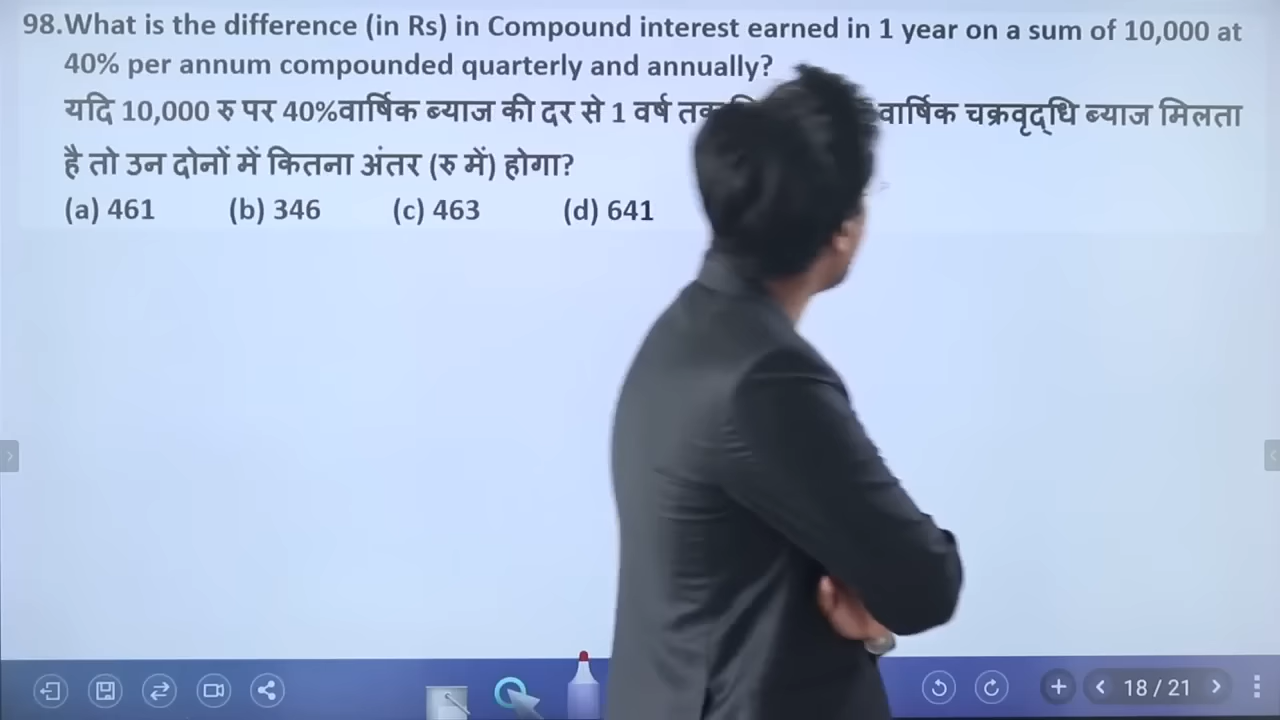 98.What is the difference (in Rs) in Compound interest earned in 1 year on a sum of 10,000 at
40% per annum compounded quarterly and annually?
यदि 10,000 रु पर 40%वार्षिक ब्याज की दर से 1 वर्ष तक वार्षिक चक्रवृद्धि ब्याज मिलता
है तो उन दोनों में कितना अंतर (रु में) होगा?
(a) 461 (b) 346 (c) 463 (d) 641
18 / 21